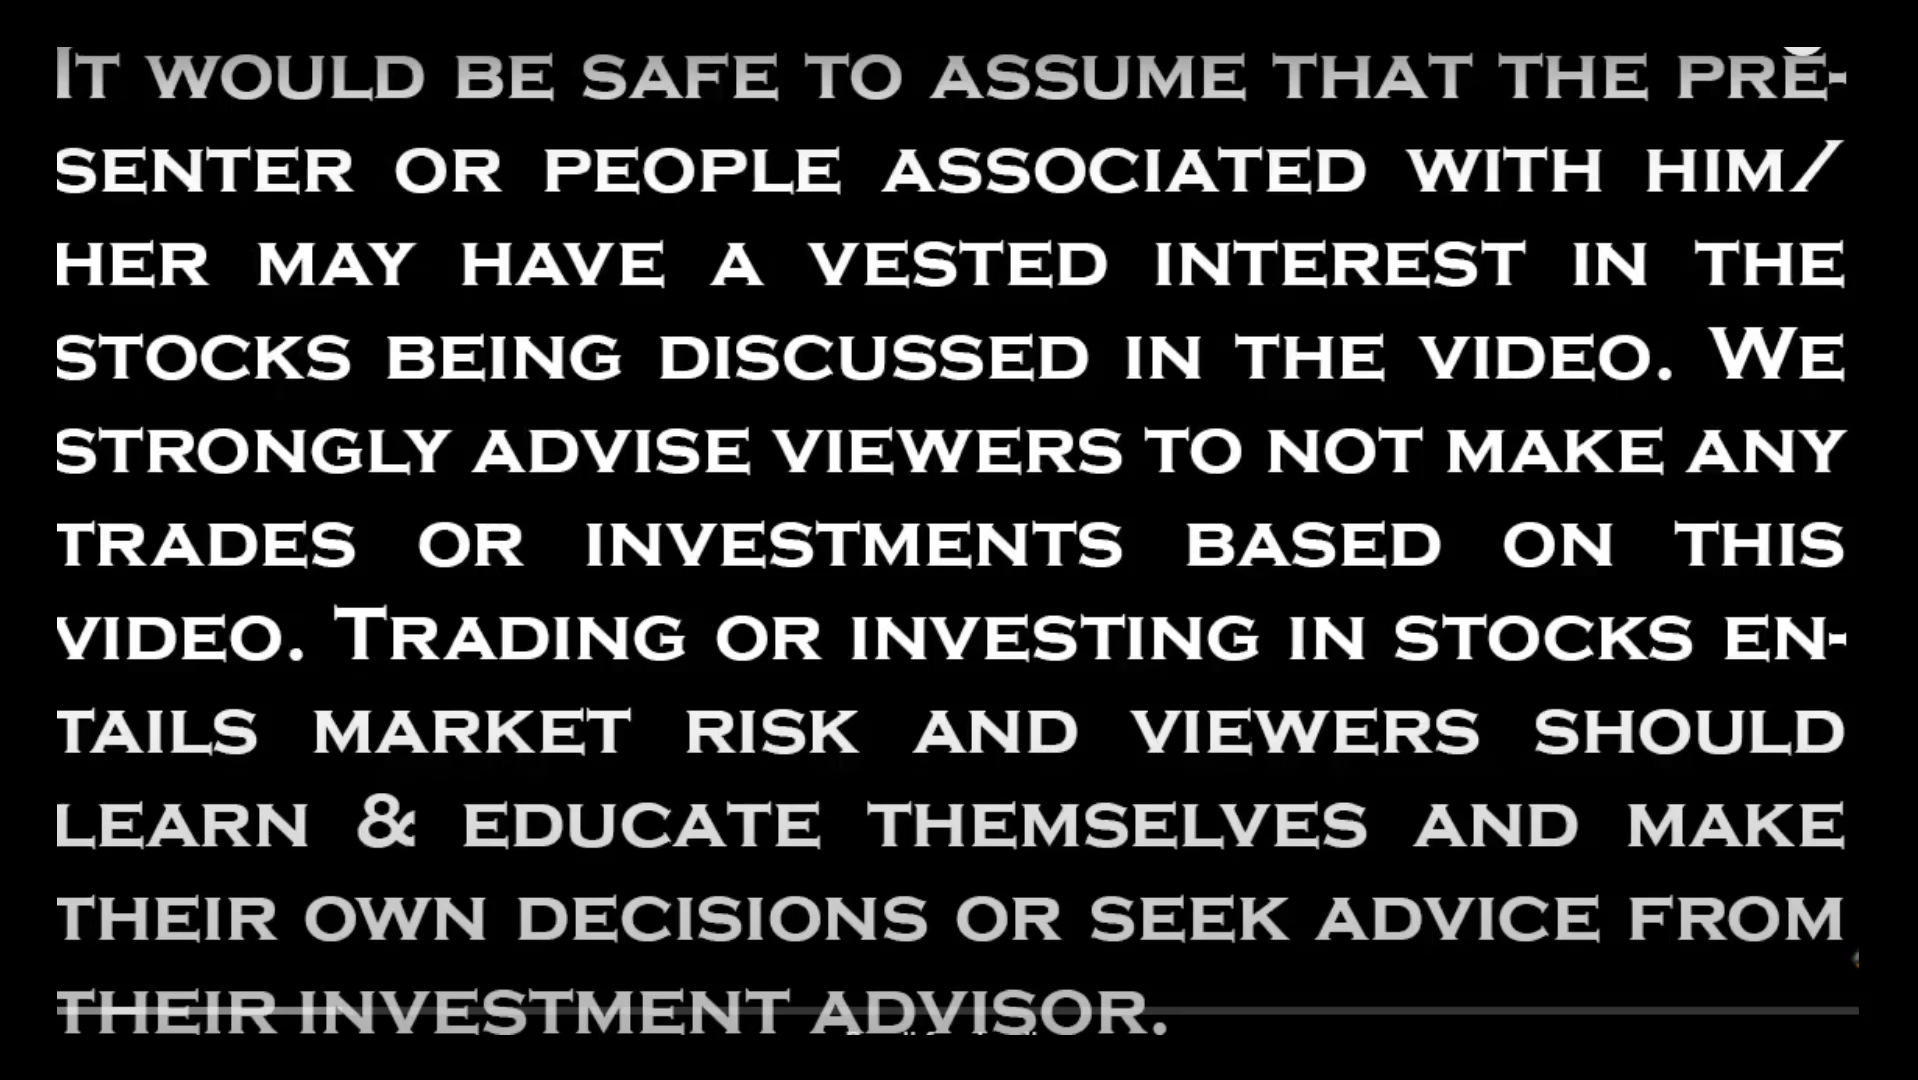 It would be safe to assume that the pre-
senter or people associated with him/
her may have a vested interest in the
stocks being discussed in the video. We
strongly advise viewers to not make any
trades or investments based on this
video. Trading or investing in stocks en-
tails market risk and viewers should
learn & educate themselves and make
their own decisions or seek advice from
their investment advisor.